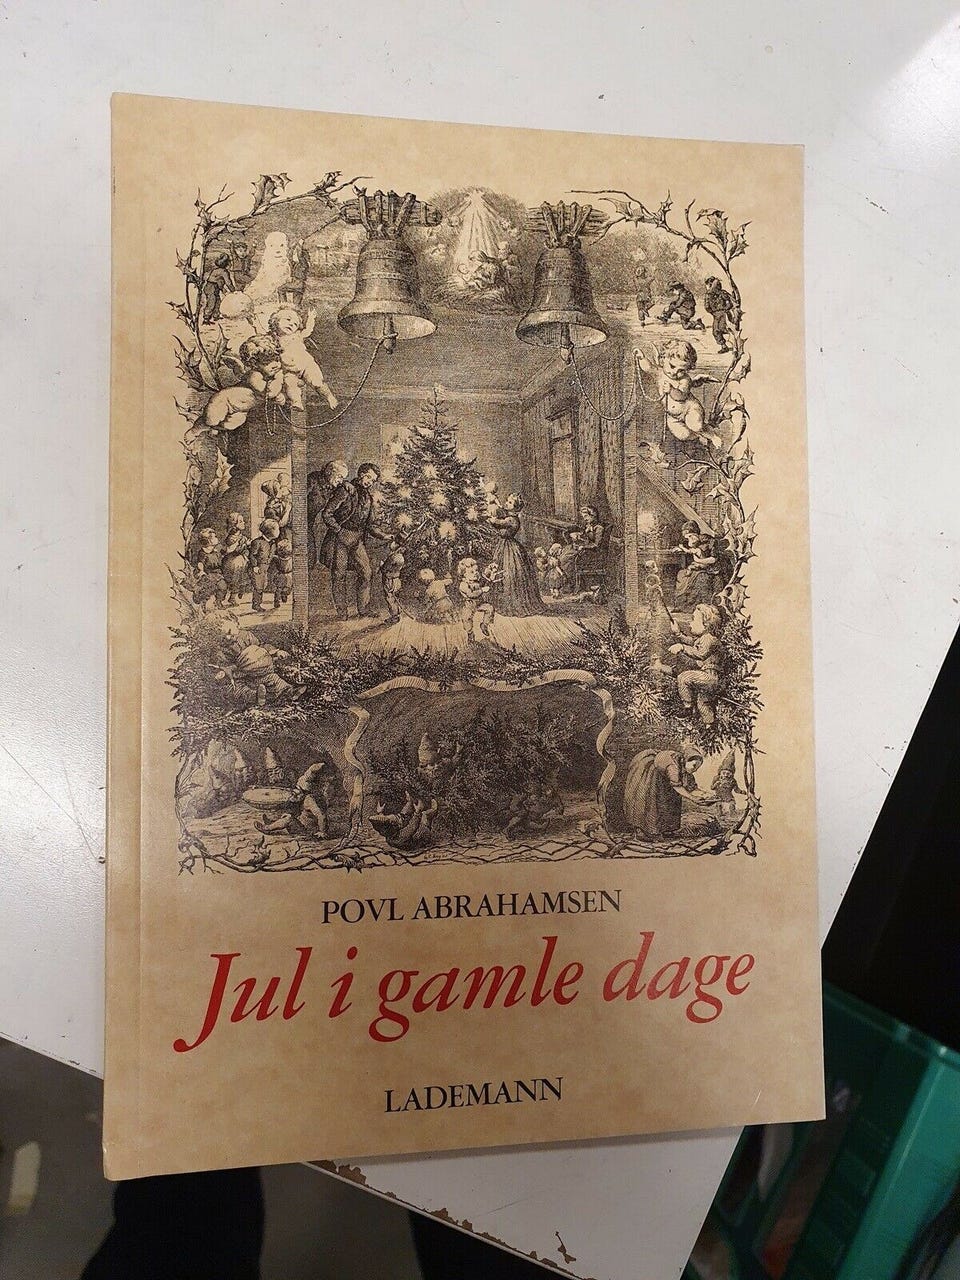 POVL ABRAHAMSEN
Jul i gamle dage
LADEMANN